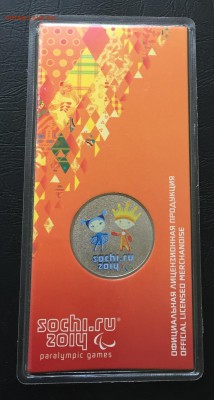 sochi.ru
2014
sochi.ru
2014
paralympic games
ОФИЦИАЛЬНАЯ ЛИЦЕНЗИОННАЯ ПРОДУКЦИЯ
OFFICIAL LICENSED MERCHANDISE